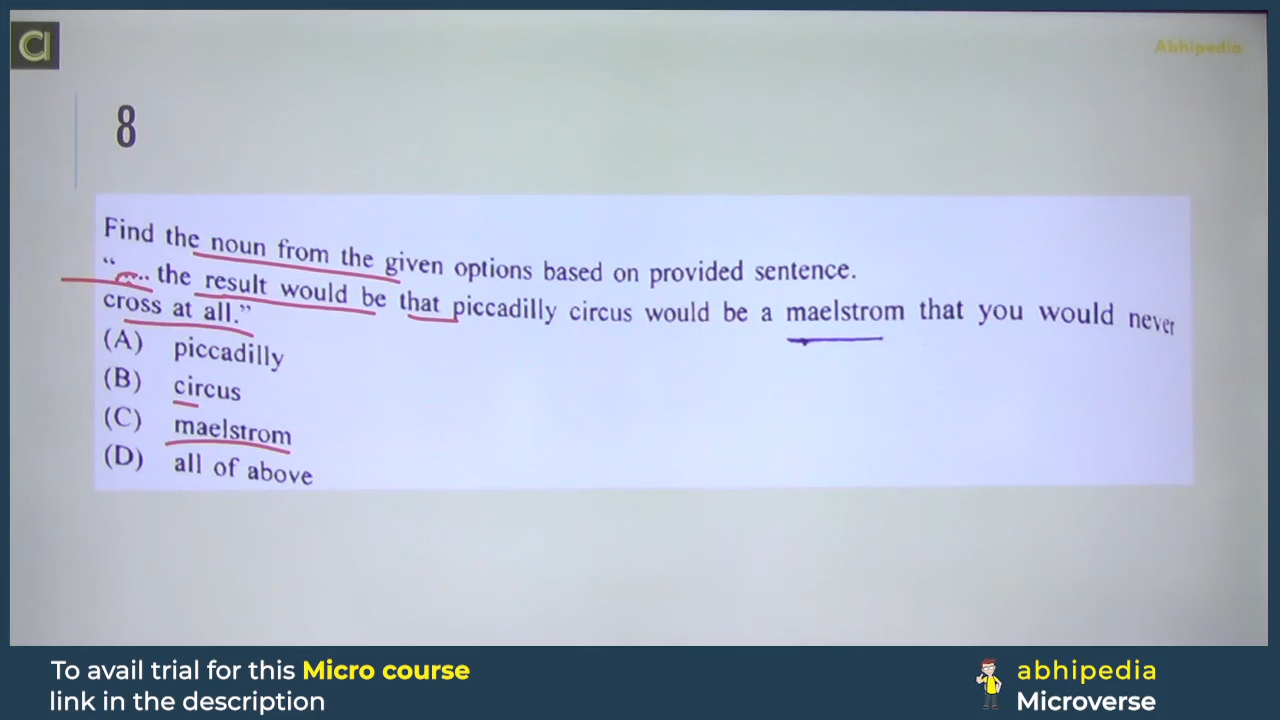 Abhipedia
8
Find the noun from the given options based on provided sentence.
“..... the result would be that piccadilly circus would be a maelstrom that you would never
cross at all.”
(A) piccadilly
(B) circus
(C) maelstrom
(D) all of above
To avail trial for this Micro course
link in the description
abhipedia
Microverse